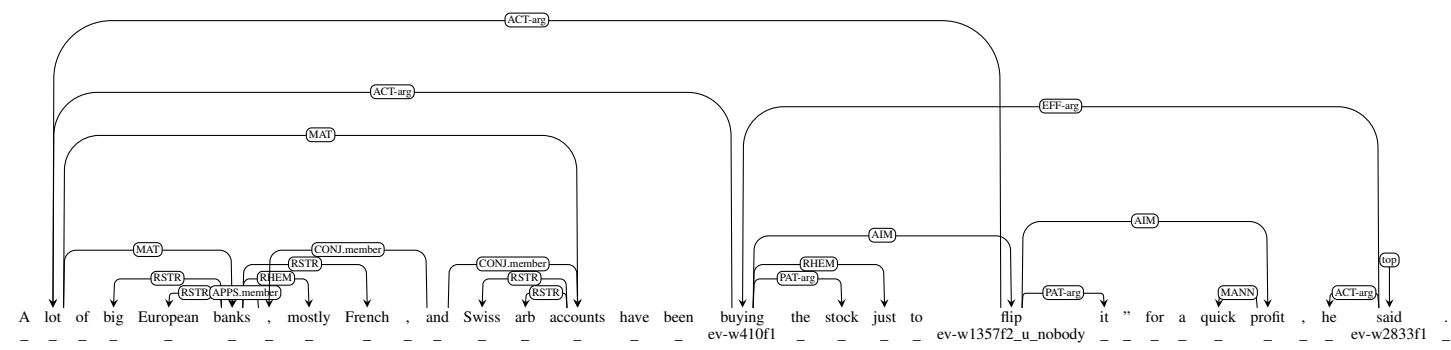 ACT-arg
ACT-arg
EFF-arg
MAT
AIM
AIM
MAT
CONJ.member
RSTR
CONJ.member
RHEM
top
RSTR
RHEM
RSTR
PAT-arg
RSTR
APPS.member
RSTR
PAT-arg
MANN
ACT-arg
A lot of big European banks , mostly French , and Swiss arb accounts have been buying the stock just to flip it ” for a quick profit , he said .
_ _ _ _ _ _ _ _ _ _ _ _ _ _ _ _ ev-w410f1 _ _ _ _ ev-w1357f2_u_nobody _ _ _ _ _ _ _ _ ev-w2833f1 _